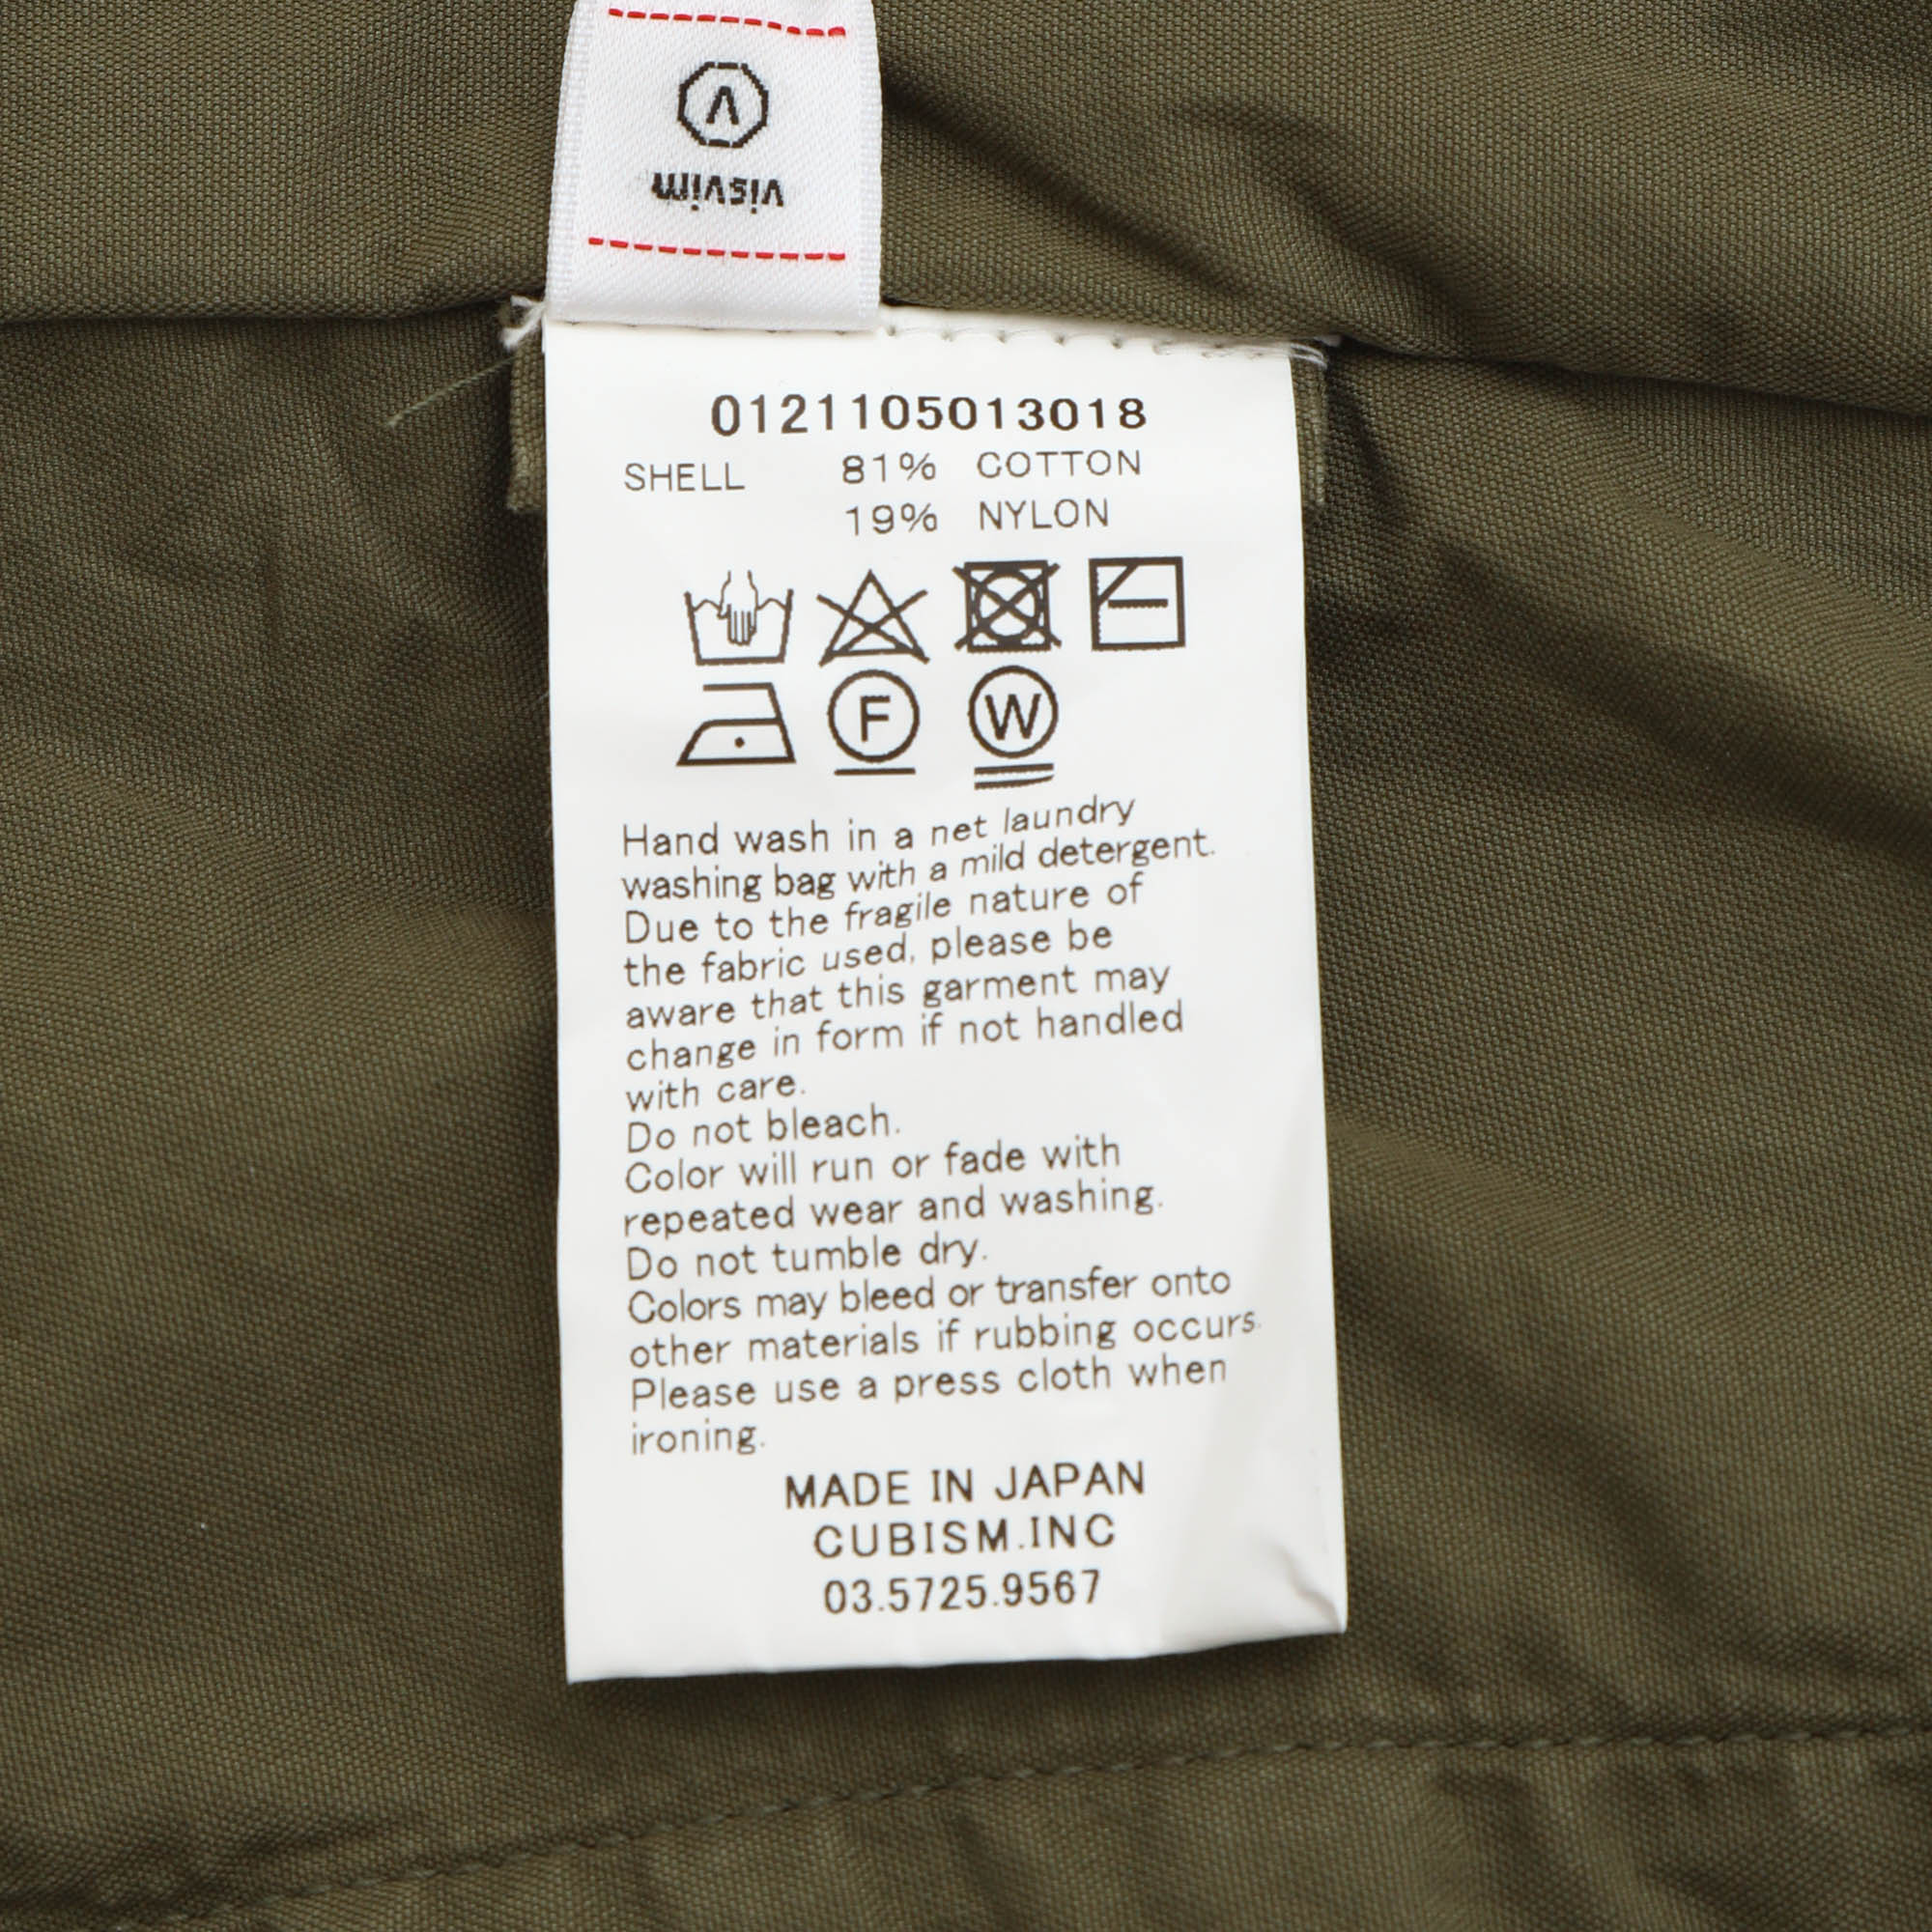 V
visvim
0121105013018
SHELL 81% COTTON
19% NYLON
F W
Hand wash in a net laundry
washing bag with a mild detergent.
Due to the fragile nature of
the fabric used, please be
aware that this garment may
change in form if not handled
with care.
Do not bleach.
Color will run or fade with
repeated wear and washing.
Do not tumble dry.
Colors may bleed or transfer onto
other materials if rubbing occurs.
Please use a press cloth when
ironing.
MADE IN JAPAN
CUBISM.INC
03.5725.9567